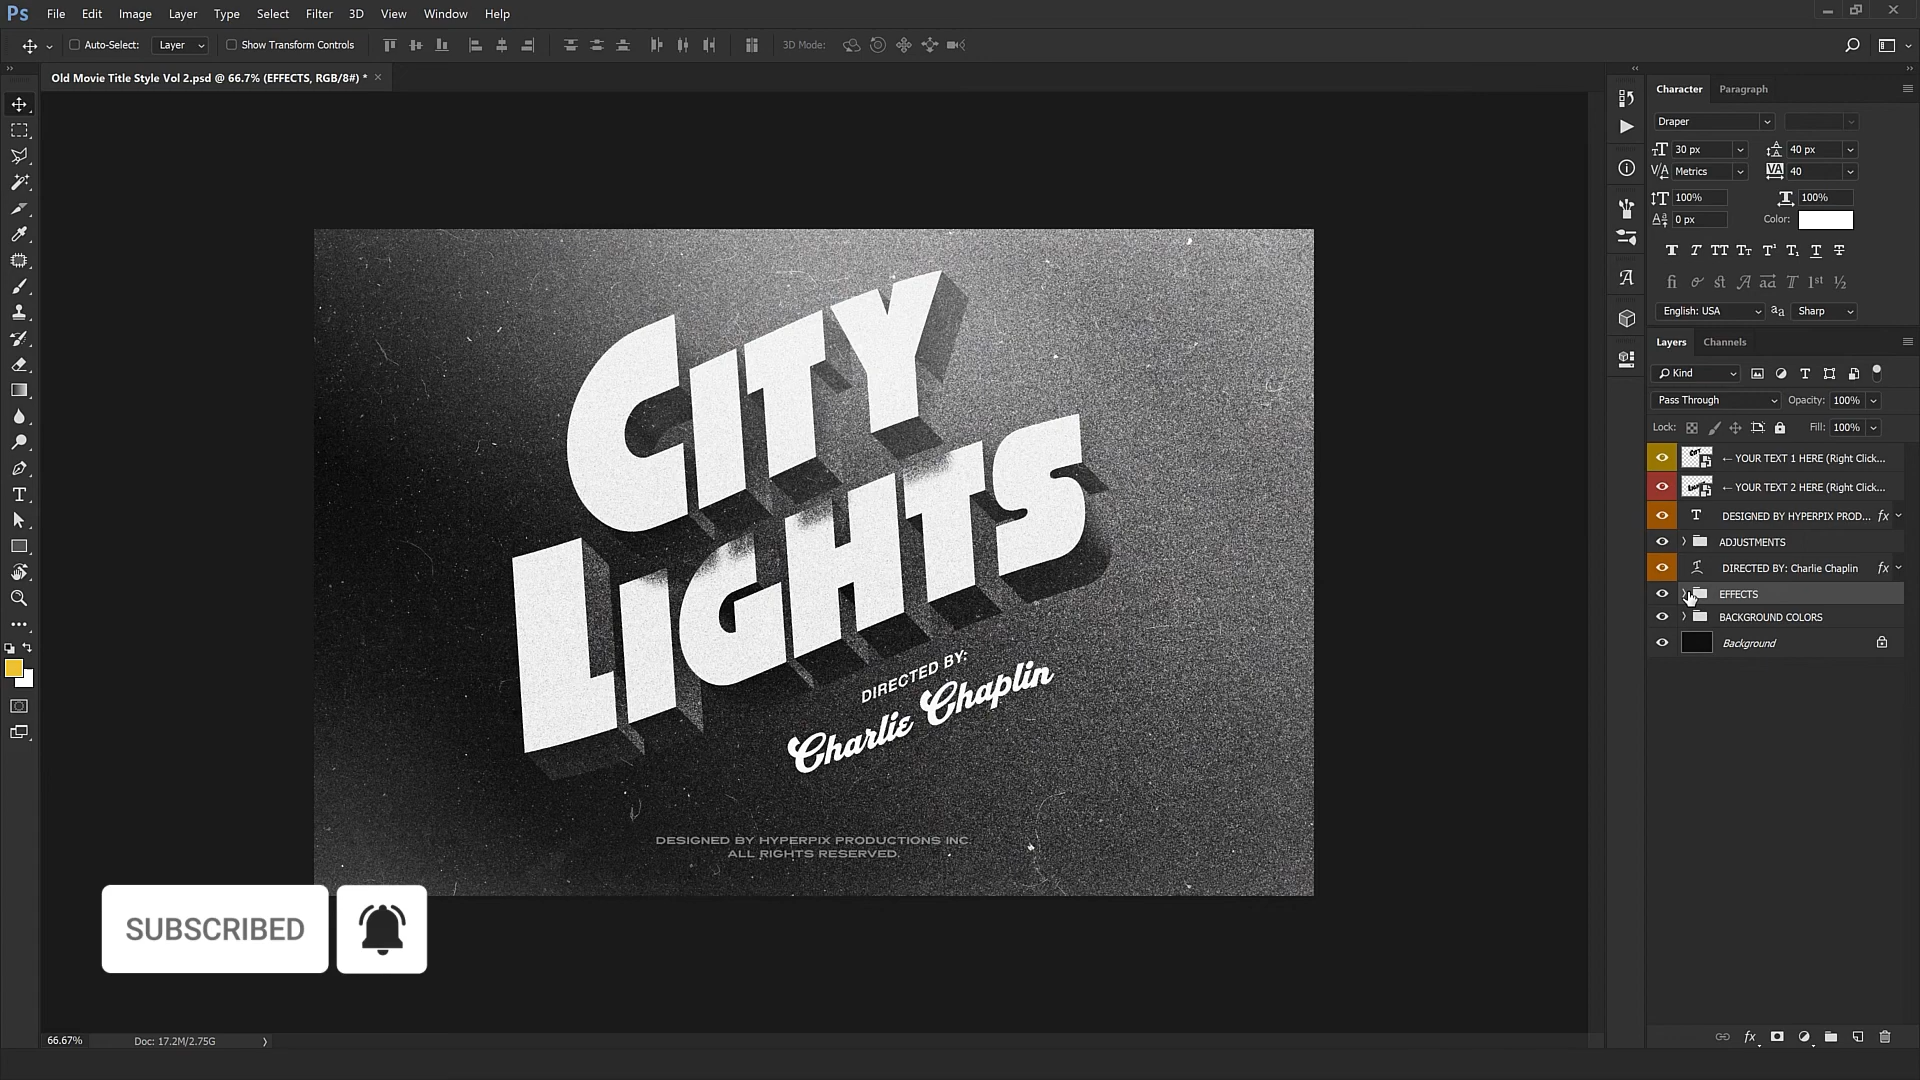 Ps File Edit Image Layer Type Select Filter 3D View Window Help
Auto-Select: Layer Show Transform Controls 3D Mode:
Old Movie Title Style Vol 2.psd @ 66.7% (EFFECTS, RGB/8#) * ×
CITY
LIGHTS
DIRECTED BY:
Charlie Chaplin
DESIGNED BY HYPERPIX PRODUCTIONS INC.
ALL RIGHTS RESERVED.
SUBSCRIBED
66.67% Doc: 17.2M/2.75G
Character Paragraph
Draper
30 px 40 px
Metrics 40
100% 100%
0 px Color:
English: USA Sharp
Layers Channels
Kind
Pass Through Opacity: 100%
Lock: Fill: 100%
← YOUR TEXT 1 HERE (Right Click...
← YOUR TEXT 2 HERE (Right Click...
DESIGNED BY HYPERPIX PROD... fx
ADJUSTMENTS
DIRECTED BY: Charlie Chaplin fx
EFFECTS
BACKGROUND COLORS
Background
fx